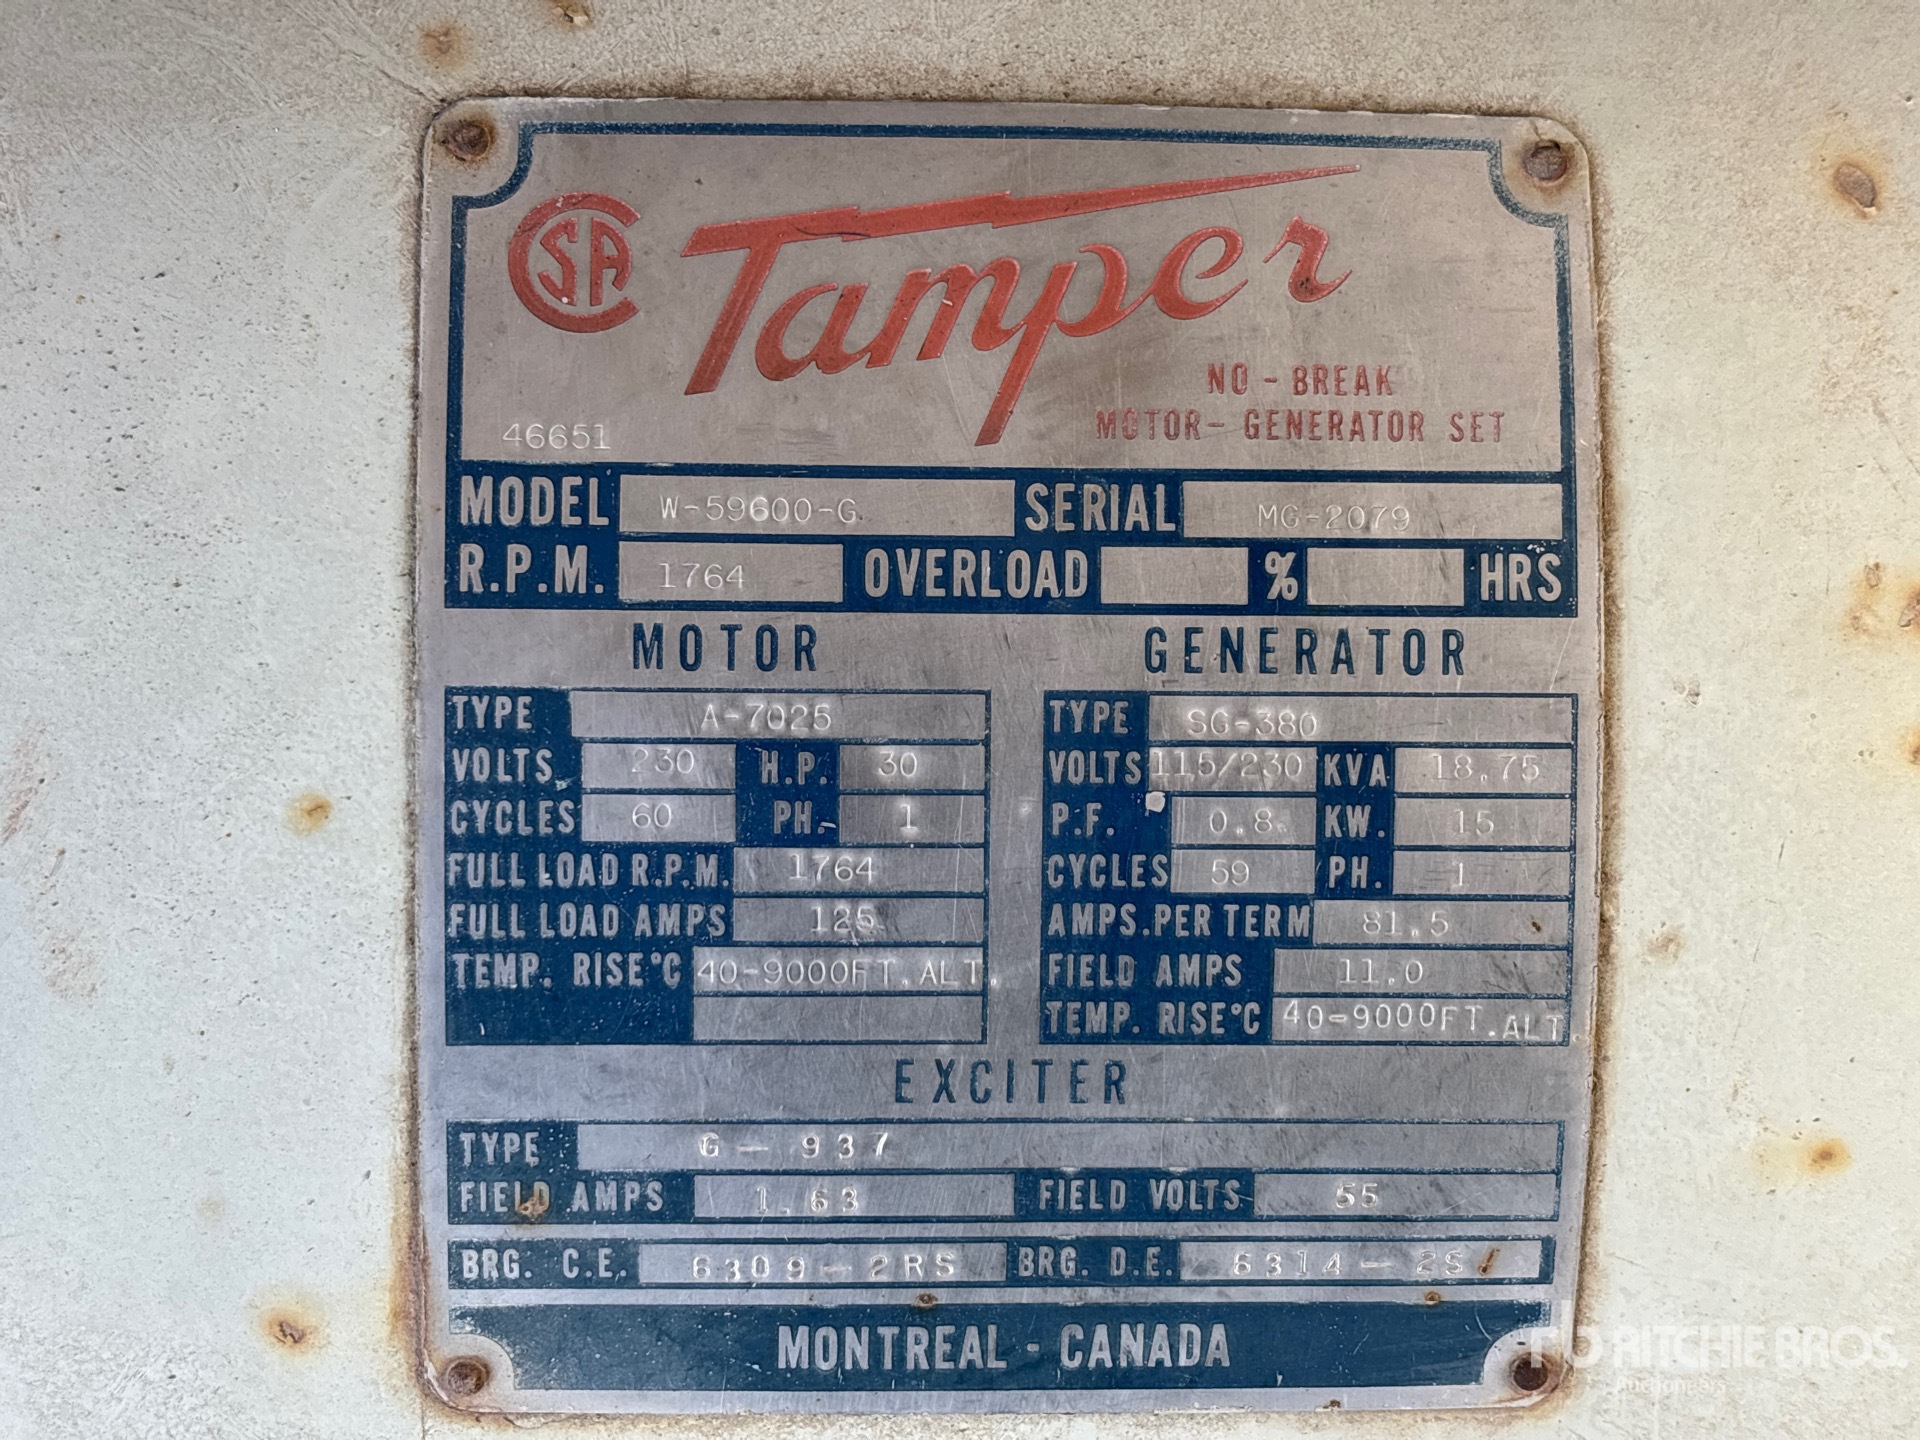 CSA Tamper
NO-BREAK
MOTOR-GENERATOR SET
46651
MODEL W-59600-G SERIAL MG-2079
R.P.M. 1764 OVERLOAD % HRS
MOTOR
TYPE A-7025
VOLTS 230 H.P. 30
CYCLES 60 PH. 1
FULL LOAD R.P.M. 1764
FULL LOAD AMPS 125
TEMP. RISE°C 40-9000FT.ALT.
GENERATOR
TYPE SG-380
VOLTS 115/230 KVA 18.75
P.F. 0.8 KW. 15
CYCLES 59 PH. 1
AMPS.PER TERM 81.5
FIELD AMPS 11.0
TEMP. RISE°C 40-9000FT.ALT
EXCITER
TYPE G-937
FIELD AMPS 1.63 FIELD VOLTS 55
BRG. C.E. 6309-2RS BRG. D.E. 6314-2S
MONTREAL - CANADA
RITCHIE BROS.
Auctioneers